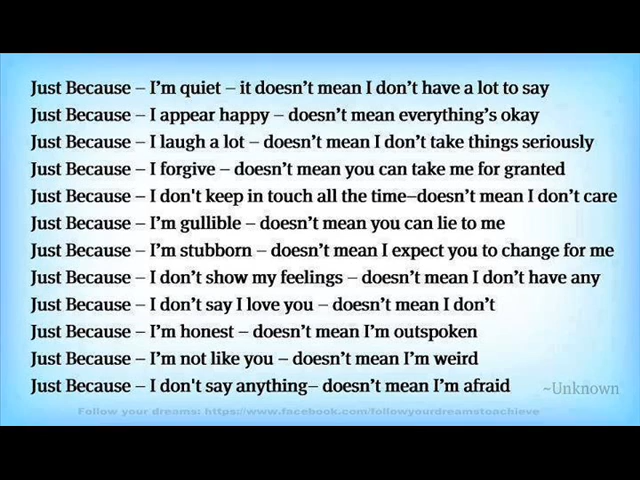 Just Because – I'm quiet – it doesn't mean I don't have a lot to say
Just Because – I appear happy – doesn't mean everything's okay
Just Because – I laugh a lot – doesn't mean I don't take things seriously
Just Because – I forgive – doesn't mean you can take me for granted
Just Because – I don't keep in touch all the time–doesn't mean I don't care
Just Because – I'm gullible – doesn't mean you can lie to me
Just Because – I'm stubborn – doesn't mean I expect you to change for me
Just Because – I don't show my feelings – doesn't mean I don't have any
Just Because – I don't say I love you – doesn't mean I don't
Just Because – I'm honest – doesn't mean I'm outspoken
Just Because – I'm not like you – doesn't mean I'm weird
Just Because – I don't say anything– doesn't mean I'm afraid ~Unknown
Follow your dreams: https://www.facebook.com/followyourdreamstoachieve